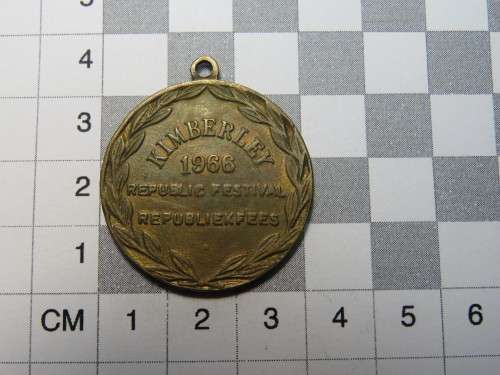 5
4
3
2
1
KIMBERLEY
1966
REPUBLIC FESTIVAL
REPUBLIEKFEES
CM 1 2 3 4 5 6